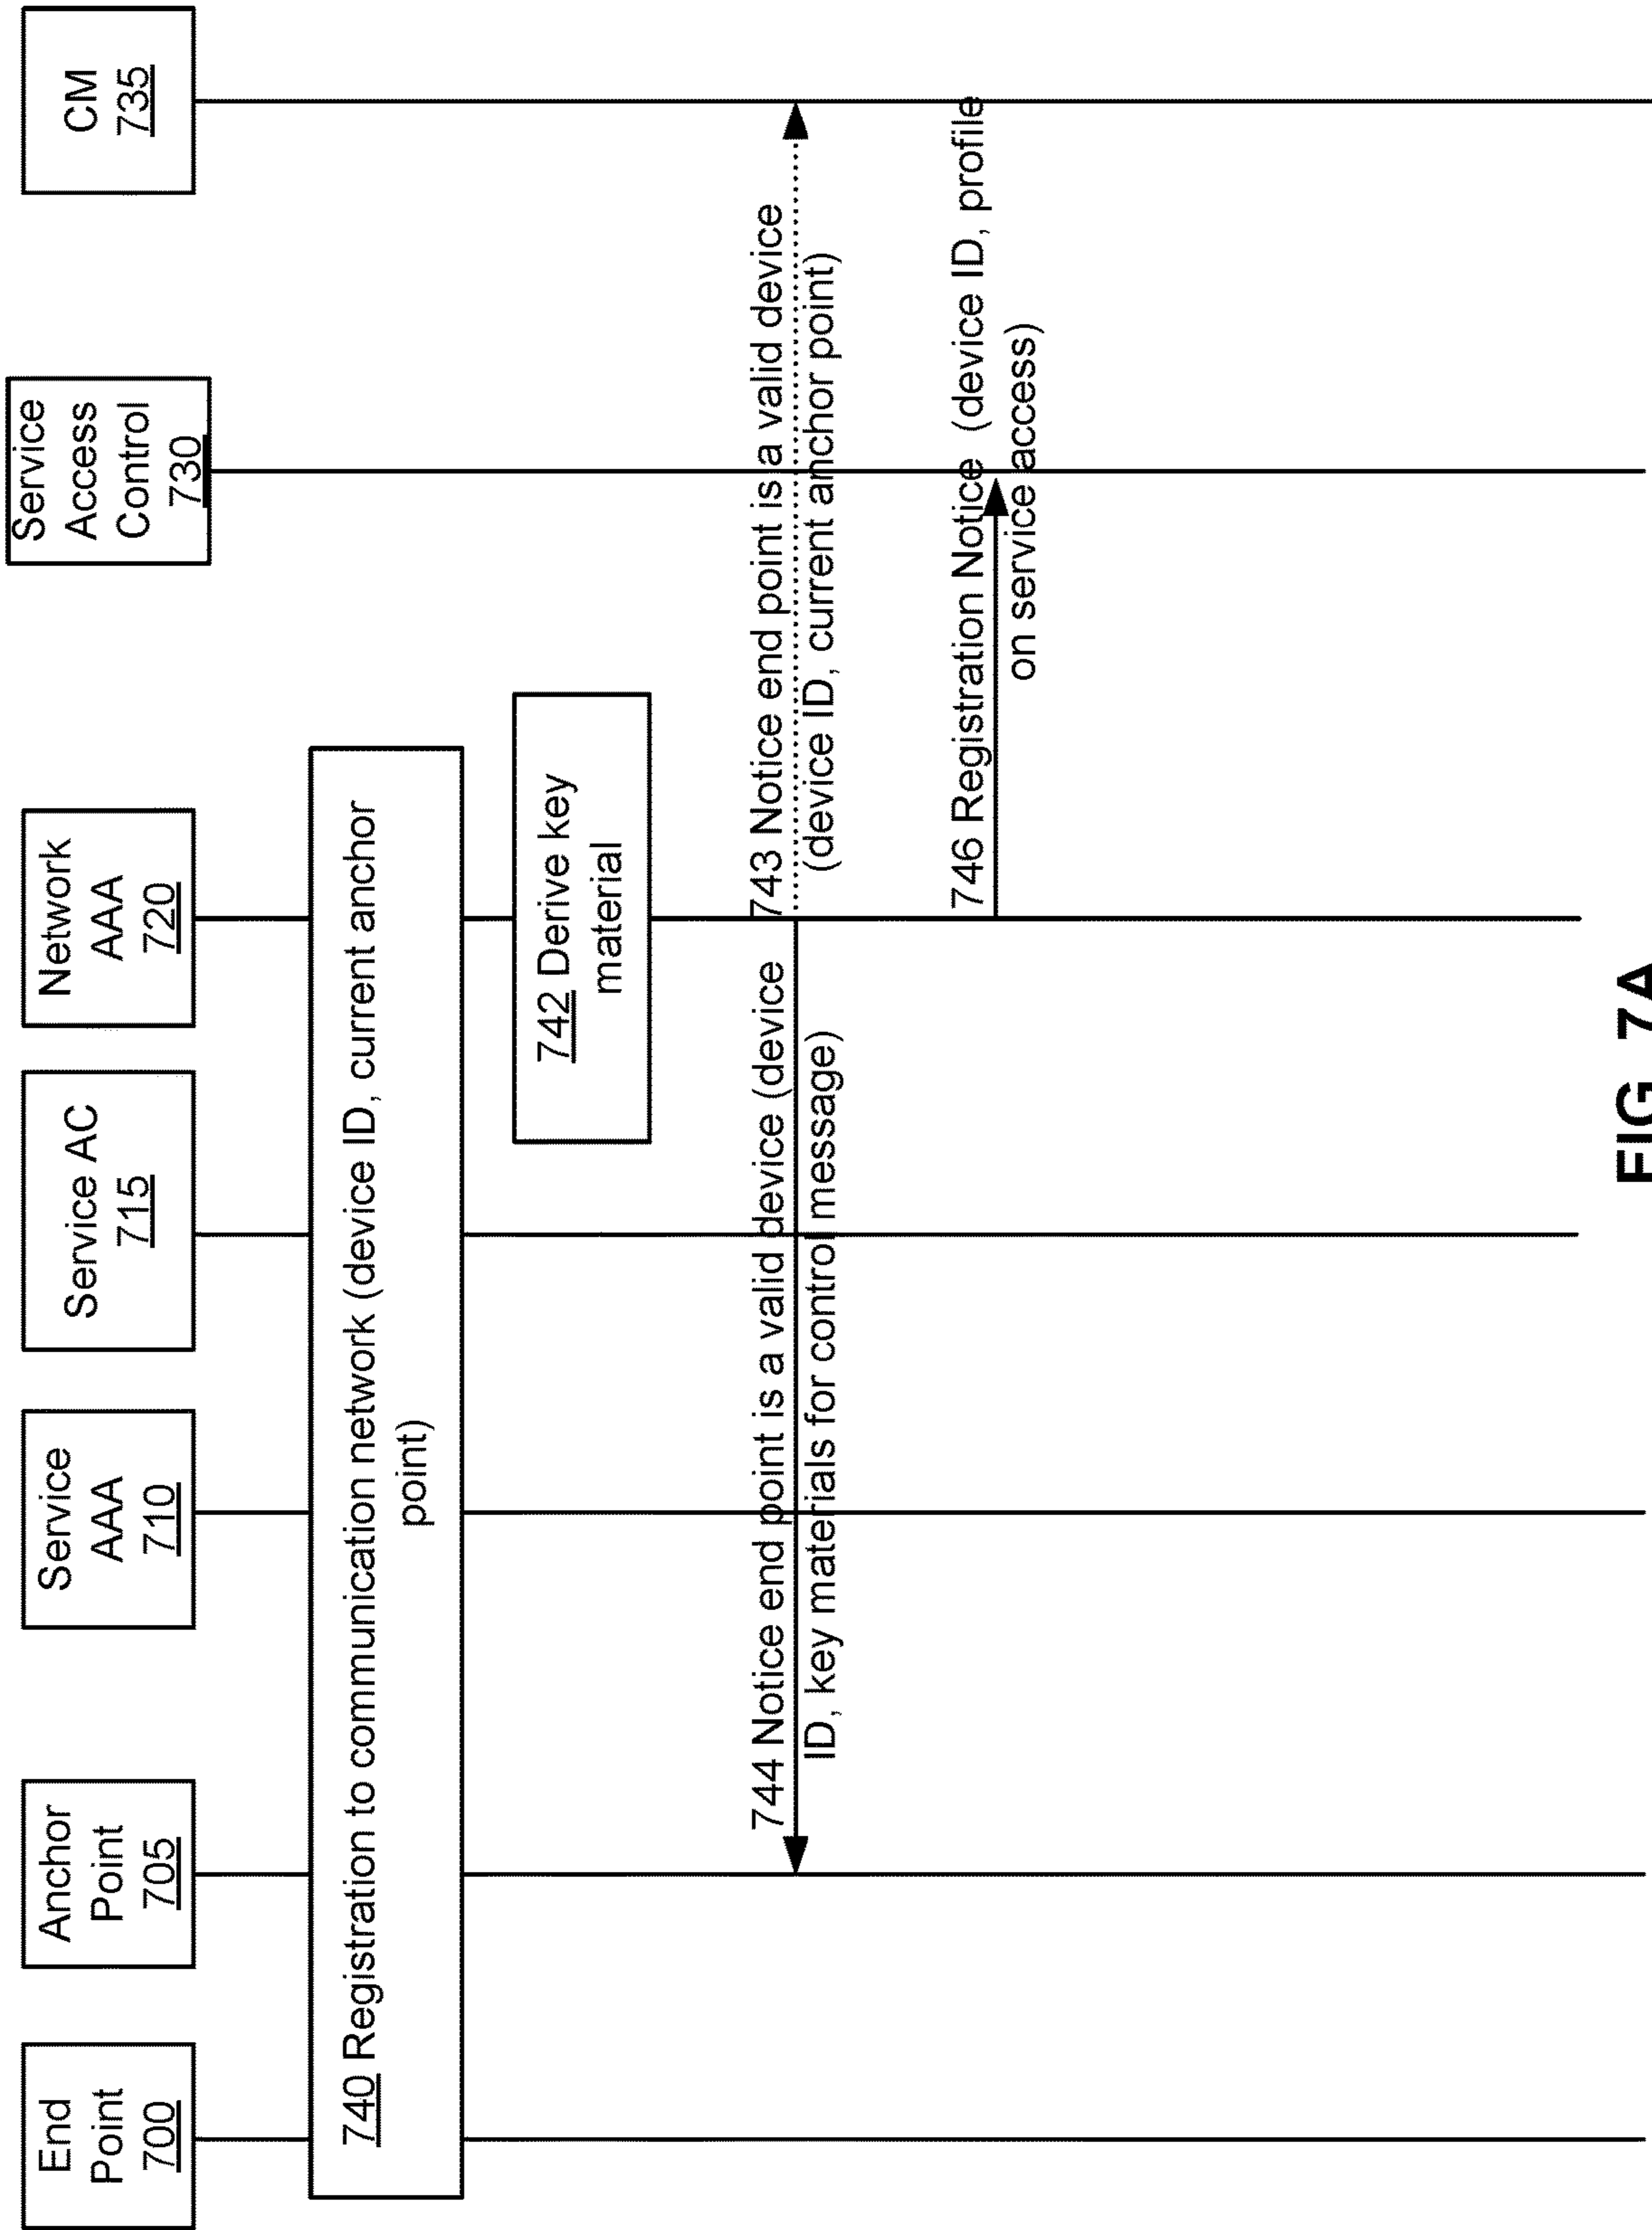 End
Point
700
Anchor
Point
705
Service
AAA
710
Service AC
715
Network
AAA
720
Service
Access
Control
730
CM
735
740 Registration to communication network (device ID, current anchor
point)
742 Derive key
material
743 Notice end point is a valid device
(device ID, current anchor point)
744 Notice end point is a valid device (device
ID, key materials for control message)
746 Registration Notice (device ID, profile
on service access)
FIG. 7A